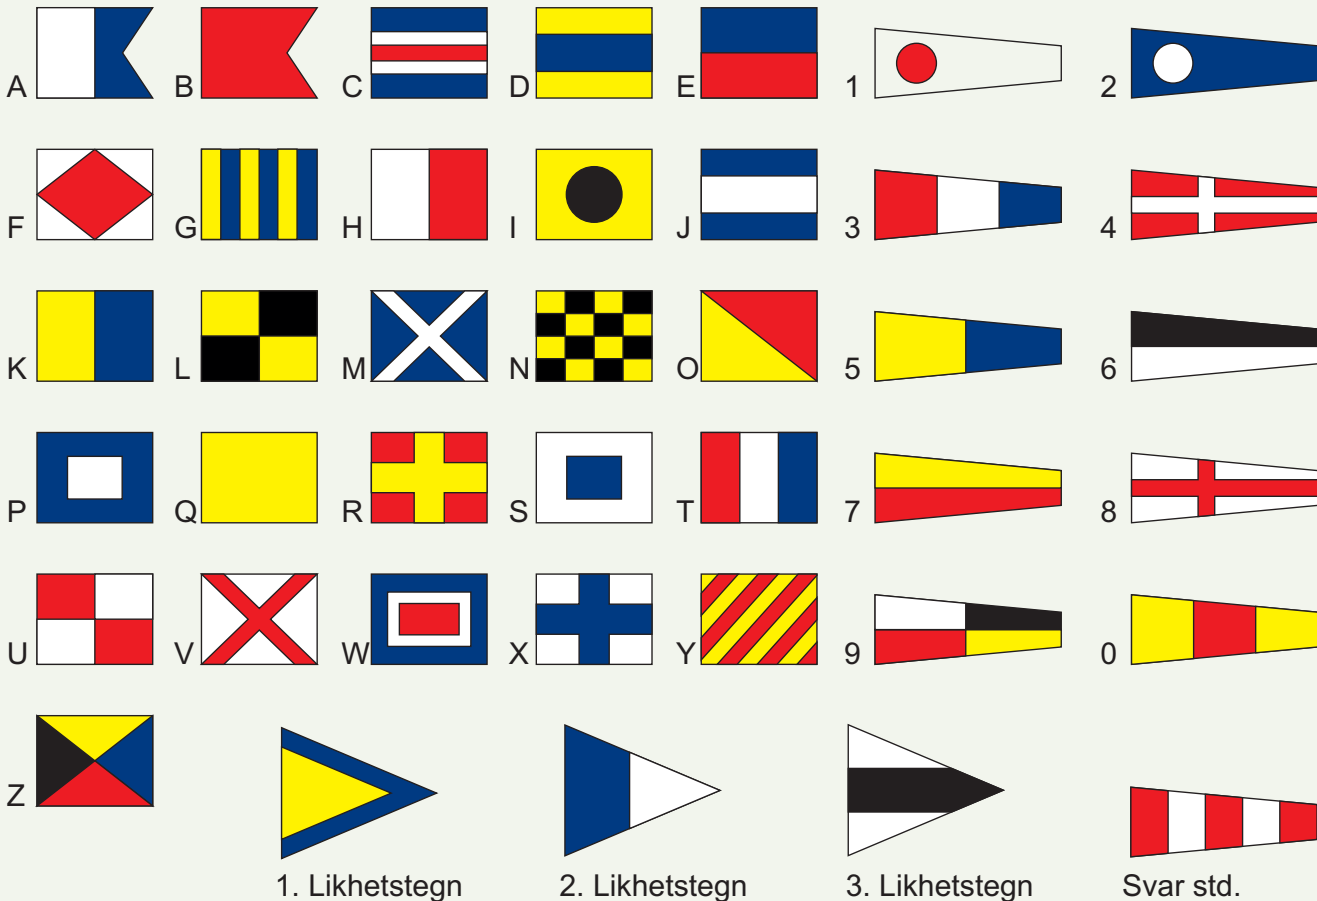 A B C D E 1 2
F G H I J 3 4
K L M N O 5 6
P Q R S T 7 8
U V W X Y 9 0
Z
1. Likhetstegn 2. Likhetstegn 3. Likhetstegn Svar std.